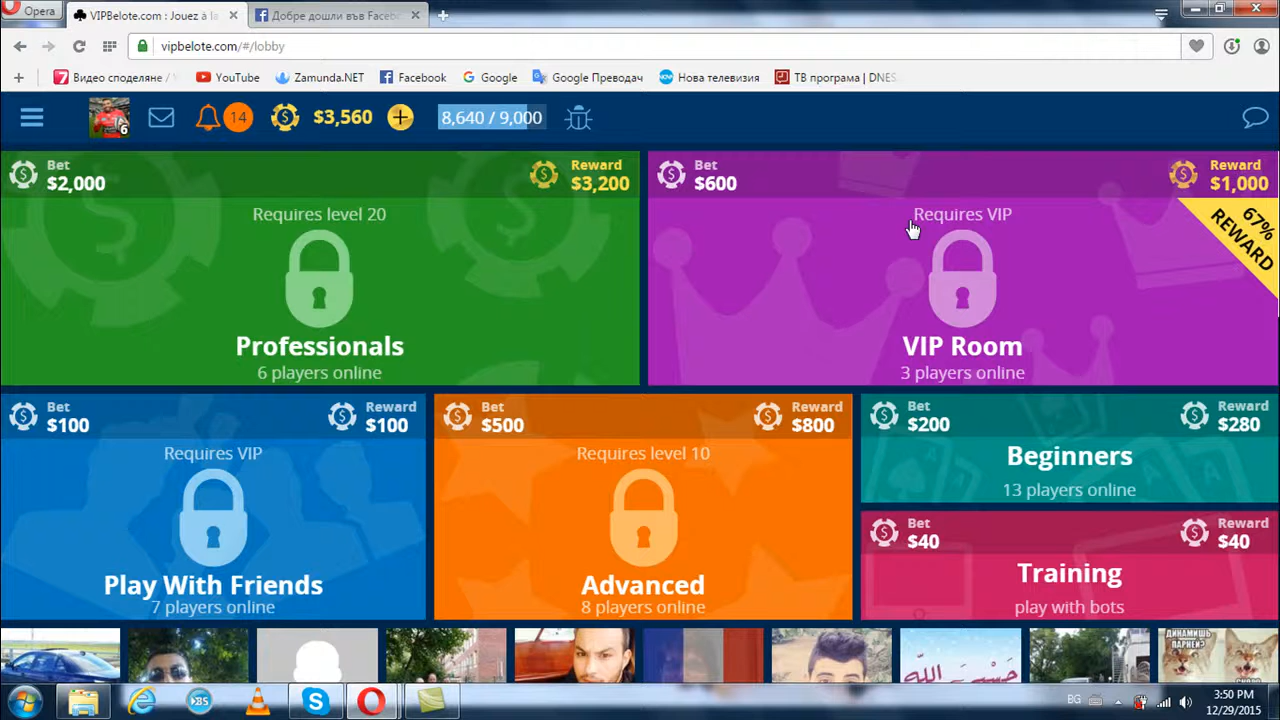 Opera
VIPBelote.com : Jouez à la
Добре дошли във Faceb
vipbelote.com/#/lobby
Видео споделяне /
YouTube
Zamunda.NET
Facebook
Google
Google Преводач
Нова телевизия
ТВ програма | DNES
6
14
$3,560
8,640 / 9,000
Bet
$2,000
Reward
$3,200
Requires level 20
Professionals
6 players online
Bet
$600
Reward
$1,000
Requires VIP
67%
REWARD
VIP Room
3 players online
Bet
$100
Reward
$100
Requires VIP
Play With Friends
7 players online
Bet
$500
Reward
$800
Requires level 10
Advanced
8 players online
Bet
$200
Reward
$280
Beginners
13 players online
Bet
$40
Reward
$40
Training
play with bots
ДИНАМИШЬ
ПАРНЕЙ?
BS
BG
3:50 PM
12/29/2015